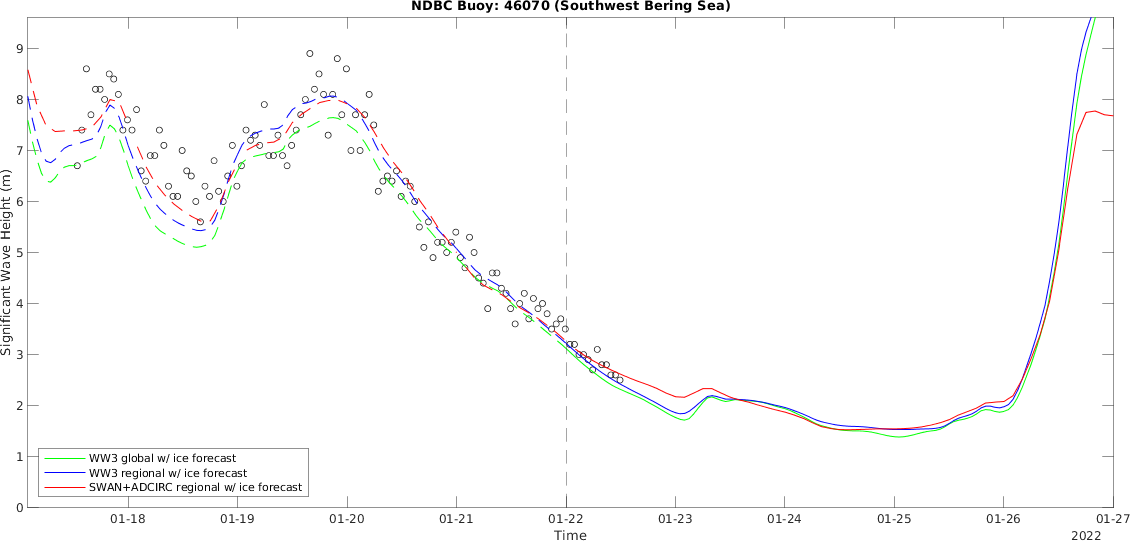 NDBC Buoy: 46070 (Southwest Bering Sea)
Significant Wave Height (m)
9
8
7
6
5
4
3
2
1
0
WW3 global w/ ice forecast
WW3 regional w/ ice forecast
SWAN+ADCIRC regional w/ ice forecast
01-18 01-19 01-20 01-21 01-22 01-23 01-24 01-25 01-26 01-27
Time
2022